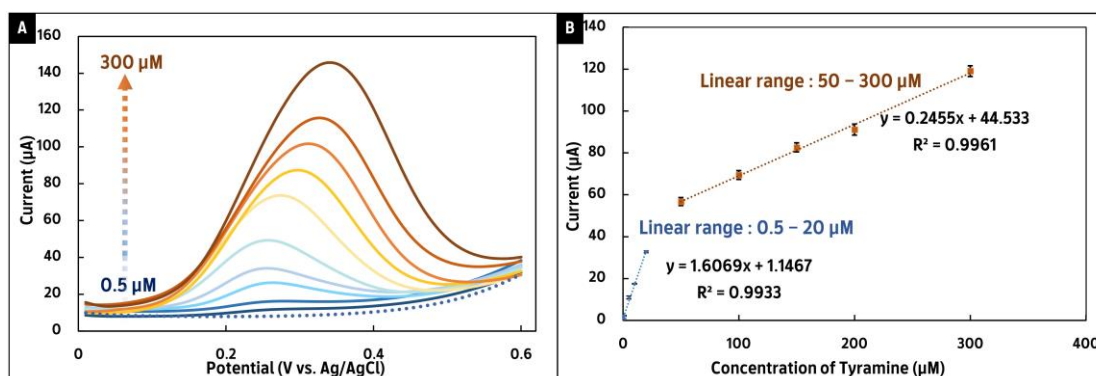 A
160
140
120
100
80
60
40
20
0
Current (μA)
300 μM
0.5 μM
0
0.2
0.4
0.6
Potential (V vs. Ag/AgCl)
B
140
120
100
80
60
40
20
0
Current (μA)
Linear range : 50 – 300 μM
y = 0.2455x + 44.533
R² = 0.9961
Linear range : 0.5 – 20 μM
y = 1.6069x + 1.1467
R² = 0.9933
0
100
200
300
400
Concentration of Tyramine (μM)